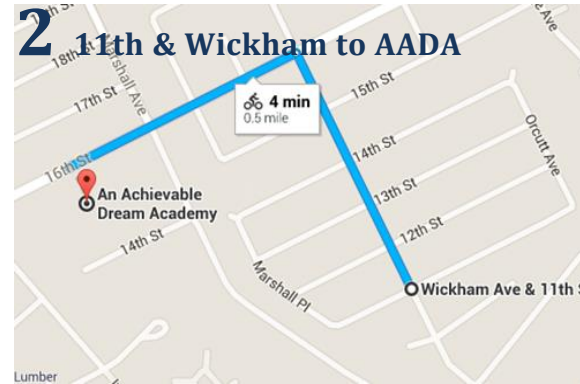 2 11th & Wickham to AADA
18th St
Marshall Ave
17th St
4 min
0.5 mile
15th St
16th St
14th St
Orcutt Ave
An Achievable
Dream Academy
13th St
14th St
12th St
Marshall Pl
Wickham Ave & 11th S
Lumber